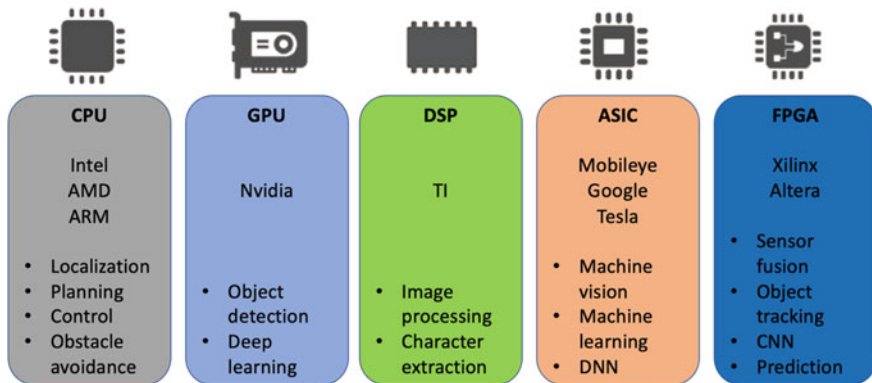 CPU
Intel
AMD
ARM
• Localization
• Planning
• Control
• Obstacle
avoidance
GPU
Nvidia
• Object
detection
• Deep
learning
DSP
TI
• Image
processing
• Character
extraction
ASIC
Mobileye
Google
Tesla
• Machine
vision
• Machine
learning
• DNN
FPGA
Xilinx
Altera
• Sensor
fusion
• Object
tracking
• CNN
• Prediction